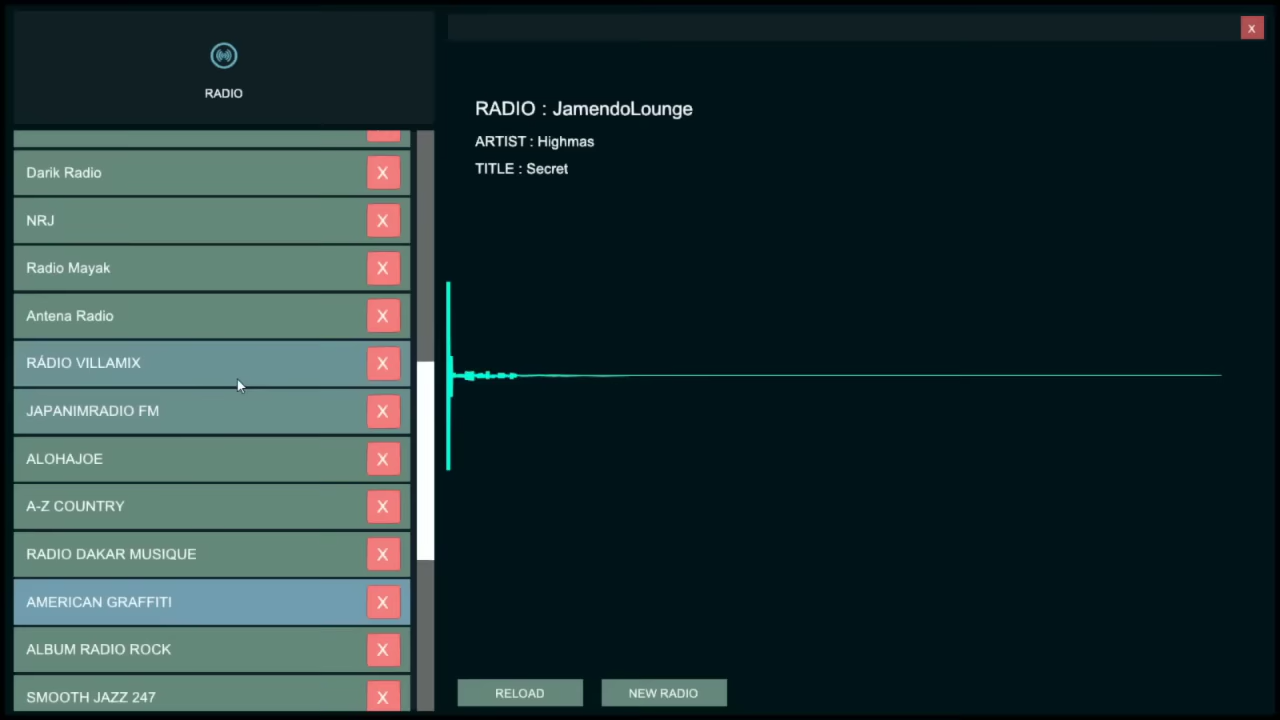 RADIO
X
Darik Radio X
NRJ X
Radio Mayak X
Antena Radio X
RÁDIO VILLAMIX X
JAPANIMRADIO FM X
ALOHAJOE X
A-Z COUNTRY X
RADIO DAKAR MUSIQUE X
AMERICAN GRAFFITI X
ALBUM RADIO ROCK X
SMOOTH JAZZ 247 X
RADIO : JamendoLounge
ARTIST : Highmas
TITLE : Secret
RELOAD NEW RADIO